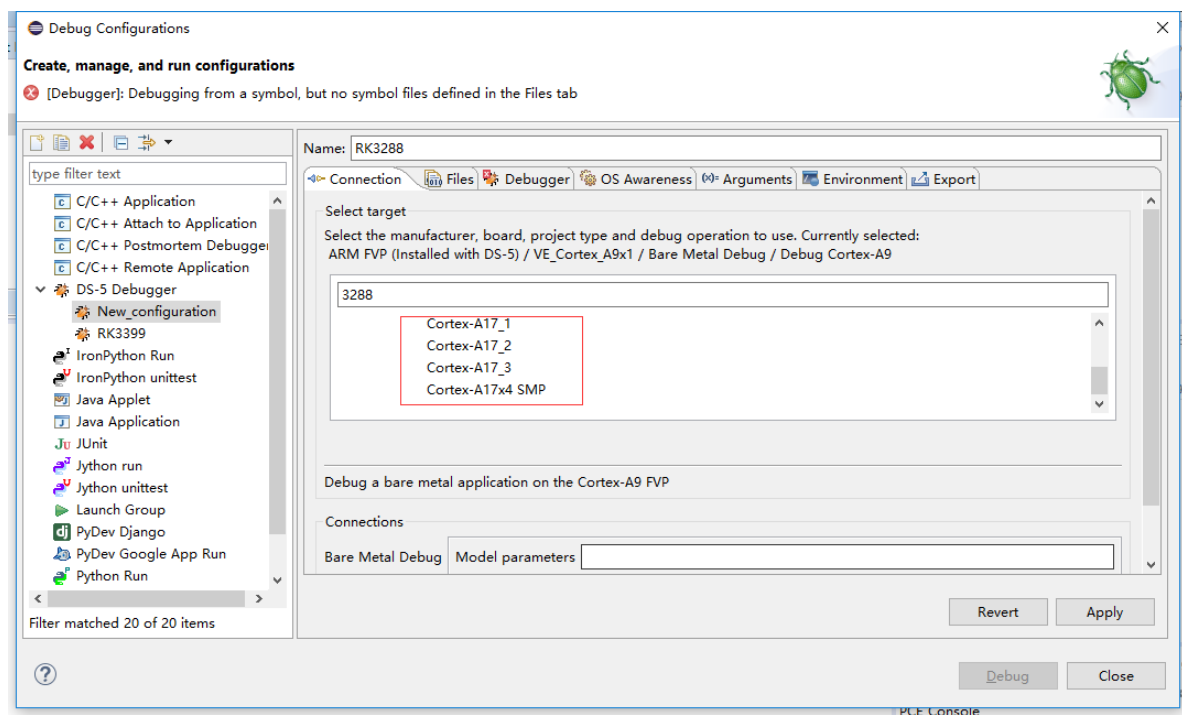 Debug Configurations
Create, manage, and run configurations
[Debugger]: Debugging from a symbol, but no symbol files defined in the Files tab
type filter text
C/C++ Application
C/C++ Attach to Application
C/C++ Postmortem Debugger
C/C++ Remote Application
DS-5 Debugger
New_configuration
RK3399
IronPython Run
IronPython unittest
Java Applet
Java Application
Ju JUnit
Jython run
Jython unittest
Launch Group
dj PyDev Django
PyDev Google App Run
Python Run
Filter matched 20 of 20 items
Name: RK3288
Connection Files Debugger OS Awareness (x)= Arguments Environment Export
Select target
Select the manufacturer, board, project type and debug operation to use. Currently selected:
ARM FVP (Installed with DS-5) / VE_Cortex_A9x1 / Bare Metal Debug / Debug Cortex-A9
3288
Cortex-A17_1
Cortex-A17_2
Cortex-A17_3
Cortex-A17x4 SMP
Debug a bare metal application on the Cortex-A9 FVP
Connections
Bare Metal Debug Model parameters
Revert Apply
Debug Close
PCE Console